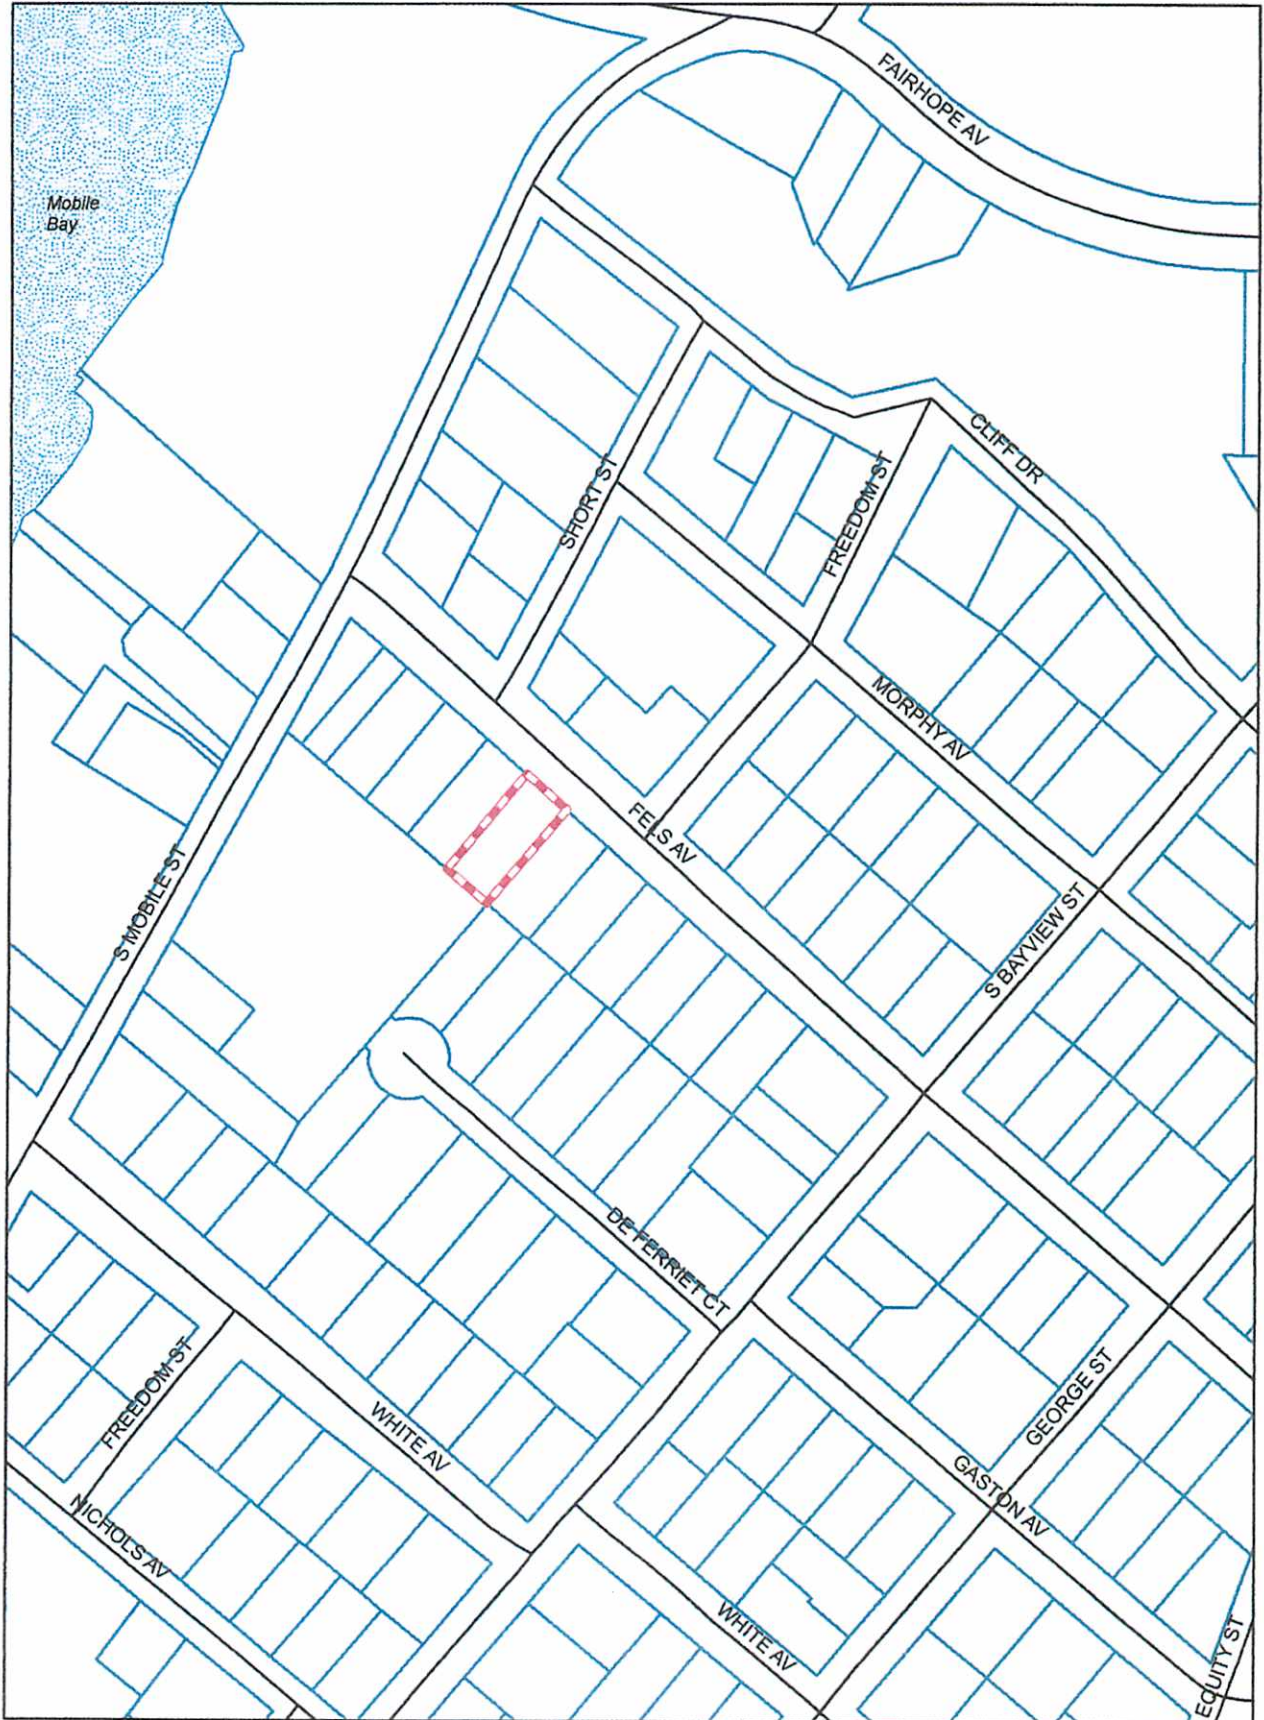 FAIRHOPE AV
Mobile
Bay
CLIFF DR
SHORT ST
FREEDOM ST
MORPHY AV
FELS AV
S MOBILE ST
S BAYVIEW ST
DE FERRIET CT
FREEDOM ST
WHITE AV
GEORGE ST
GASTON AV
NICHOLS AV
WHITE AV
EQUITY ST